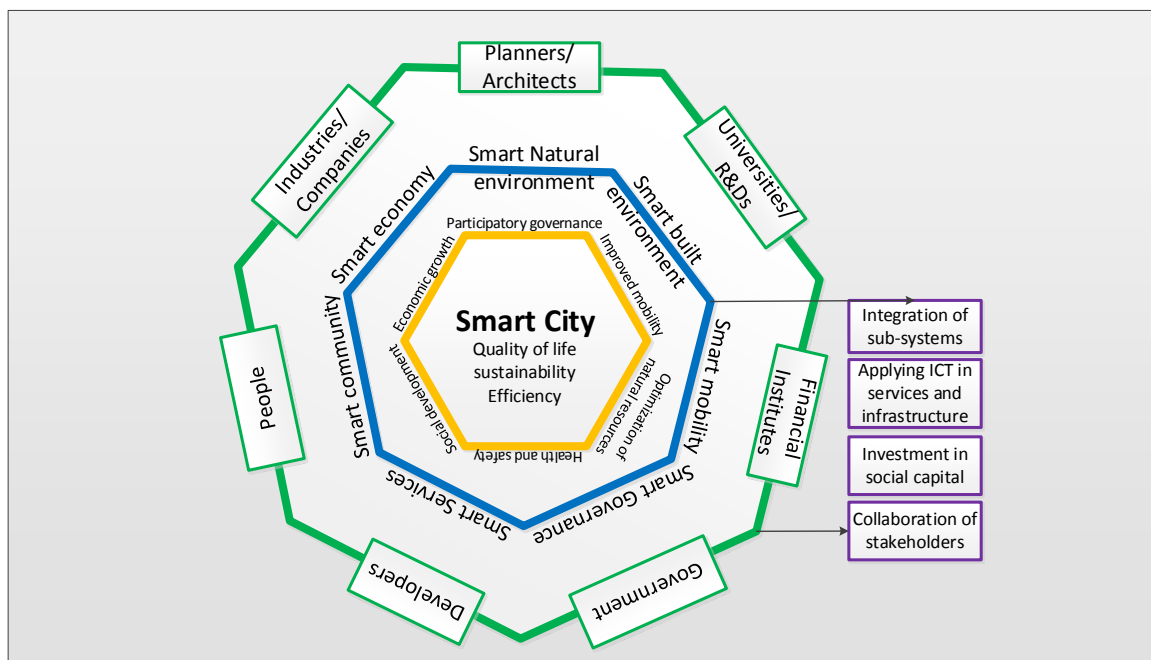 Planners/
Architects
Universities/
R&Ds
Financial
Institutes
Government
Developers
People
Industries/
Companies
Smart Natural
environment
Smart built
environment
Smart mobility
Smart Governance
Smart Services
Smart community
Smart economy
Participatory governance
Improved mobility
Optimization of
natural resources
Health and safety
Social development
Economic growth
Smart City
Quality of life
sustainability
Efficiency
Integration of
sub-systems
Applying ICT in
services and
infrastructure
Investment in
social capital
Collaboration of
stakeholders